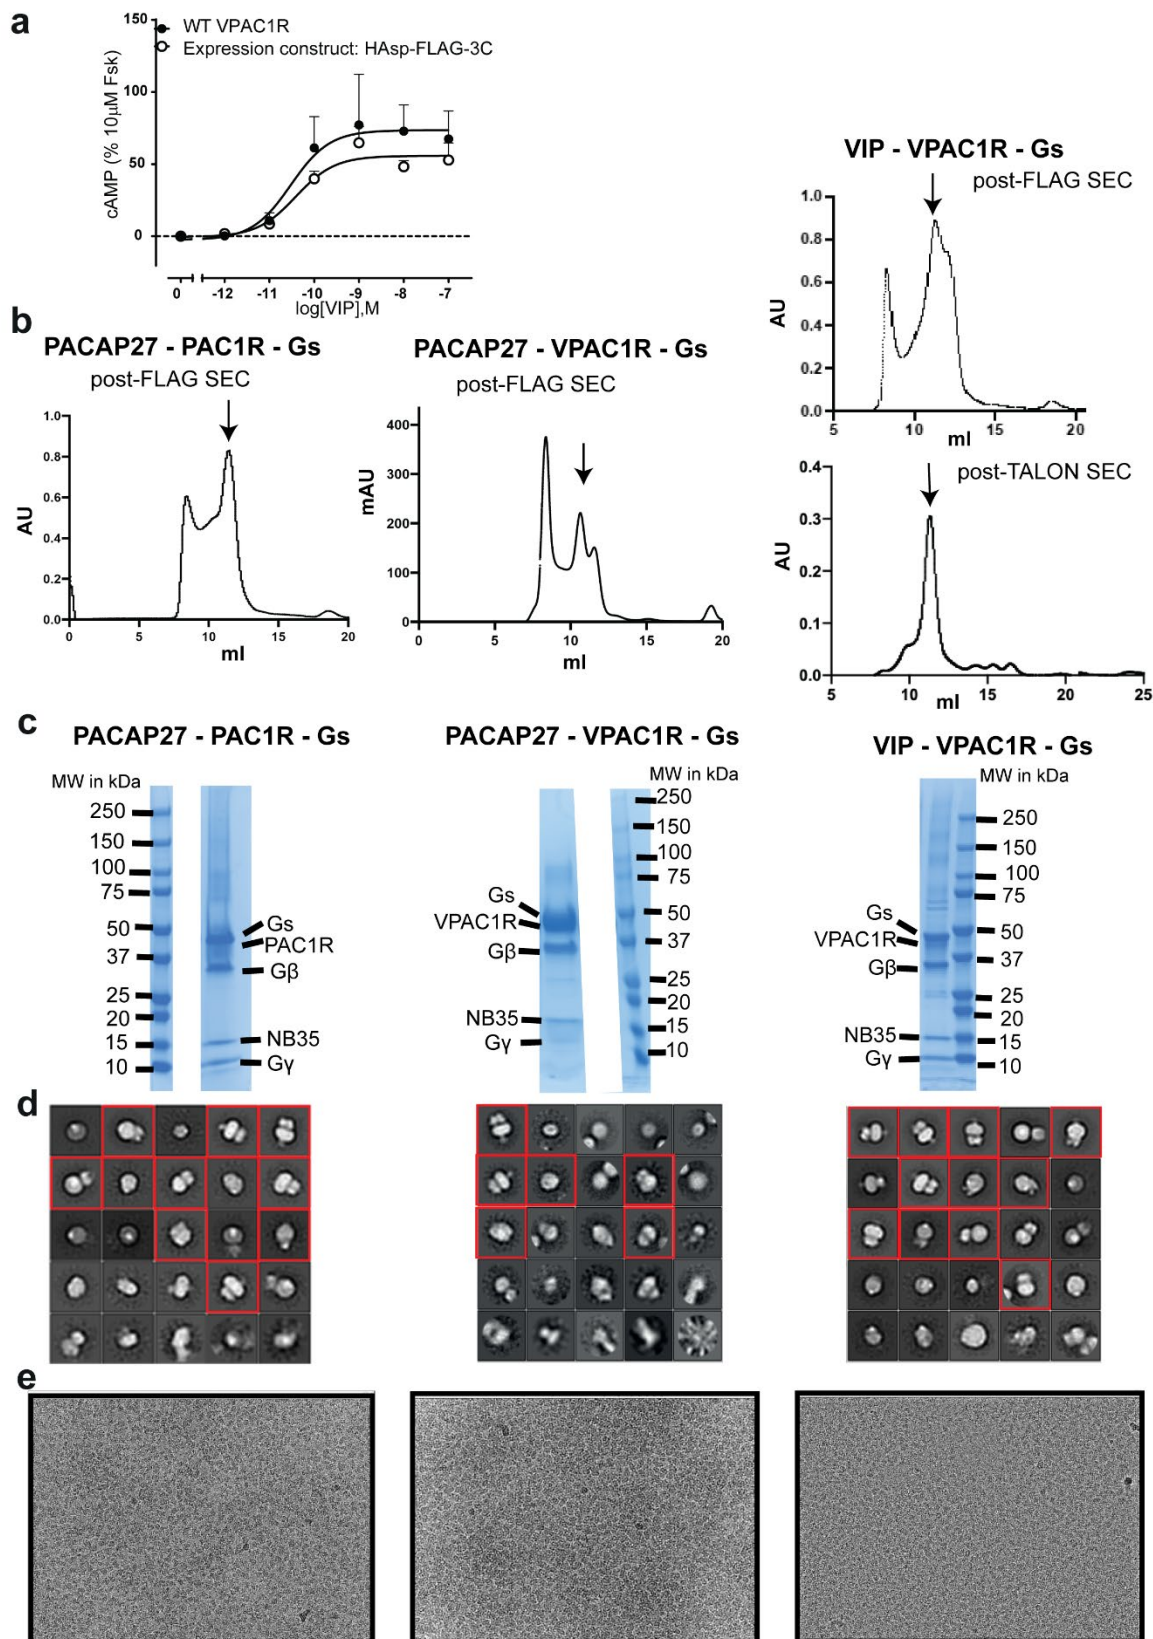 a
150
WT VPAC1R
Expression construct: HAsp-FLAG-3C
100
50
0
cAMP (% 10μM Fsk)
0 -12 -11 -10 -9 -8 -7
log[VIP],M
b
PACAP27 - PAC1R - Gs
post-FLAG SEC
1.0
0.8
0.6
0.4
0.2
0.0
AU
0 5 10 15 20
ml
PACAP27 - VPAC1R - Gs
post-FLAG SEC
400
300
200
100
0
mAU
0 5 10 15 20
ml
VIP - VPAC1R - Gs
post-FLAG SEC
1.0
0.8
0.6
0.4
0.2
0.0
AU
5 10 15 20
ml
post-TALON SEC
0.4
0.3
0.2
0.1
0.0
AU
5 10 15 20 25
ml
c
PACAP27 - PAC1R - Gs
MW in kDa
250
150
100
75
50
37
25
20
15
10
Gs
PAC1R
Gβ
NB35
Gγ
PACAP27 - VPAC1R - Gs
MW in kDa
250
150
100
75
50
37
25
20
15
10
Gs
VPAC1R
Gβ
NB35
Gγ
VIP - VPAC1R - Gs
MW in kDa
250
150
100
75
50
37
25
20
15
10
Gs
VPAC1R
Gβ
NB35
Gγ
d
e